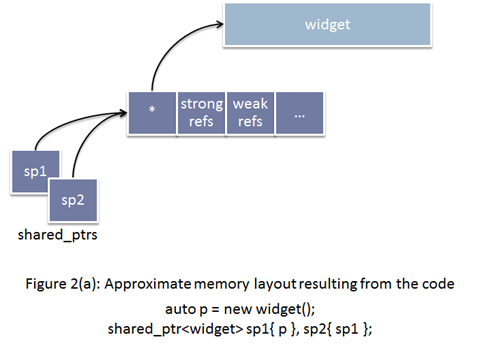 widget
*
strong
refs
weak
refs
...
sp1
sp2
shared_ptrs
Figure 2(a): Approximate memory layout resulting from the code
auto p = new widget();
shared_ptr<widget> sp1{ p }, sp2{ sp1 };